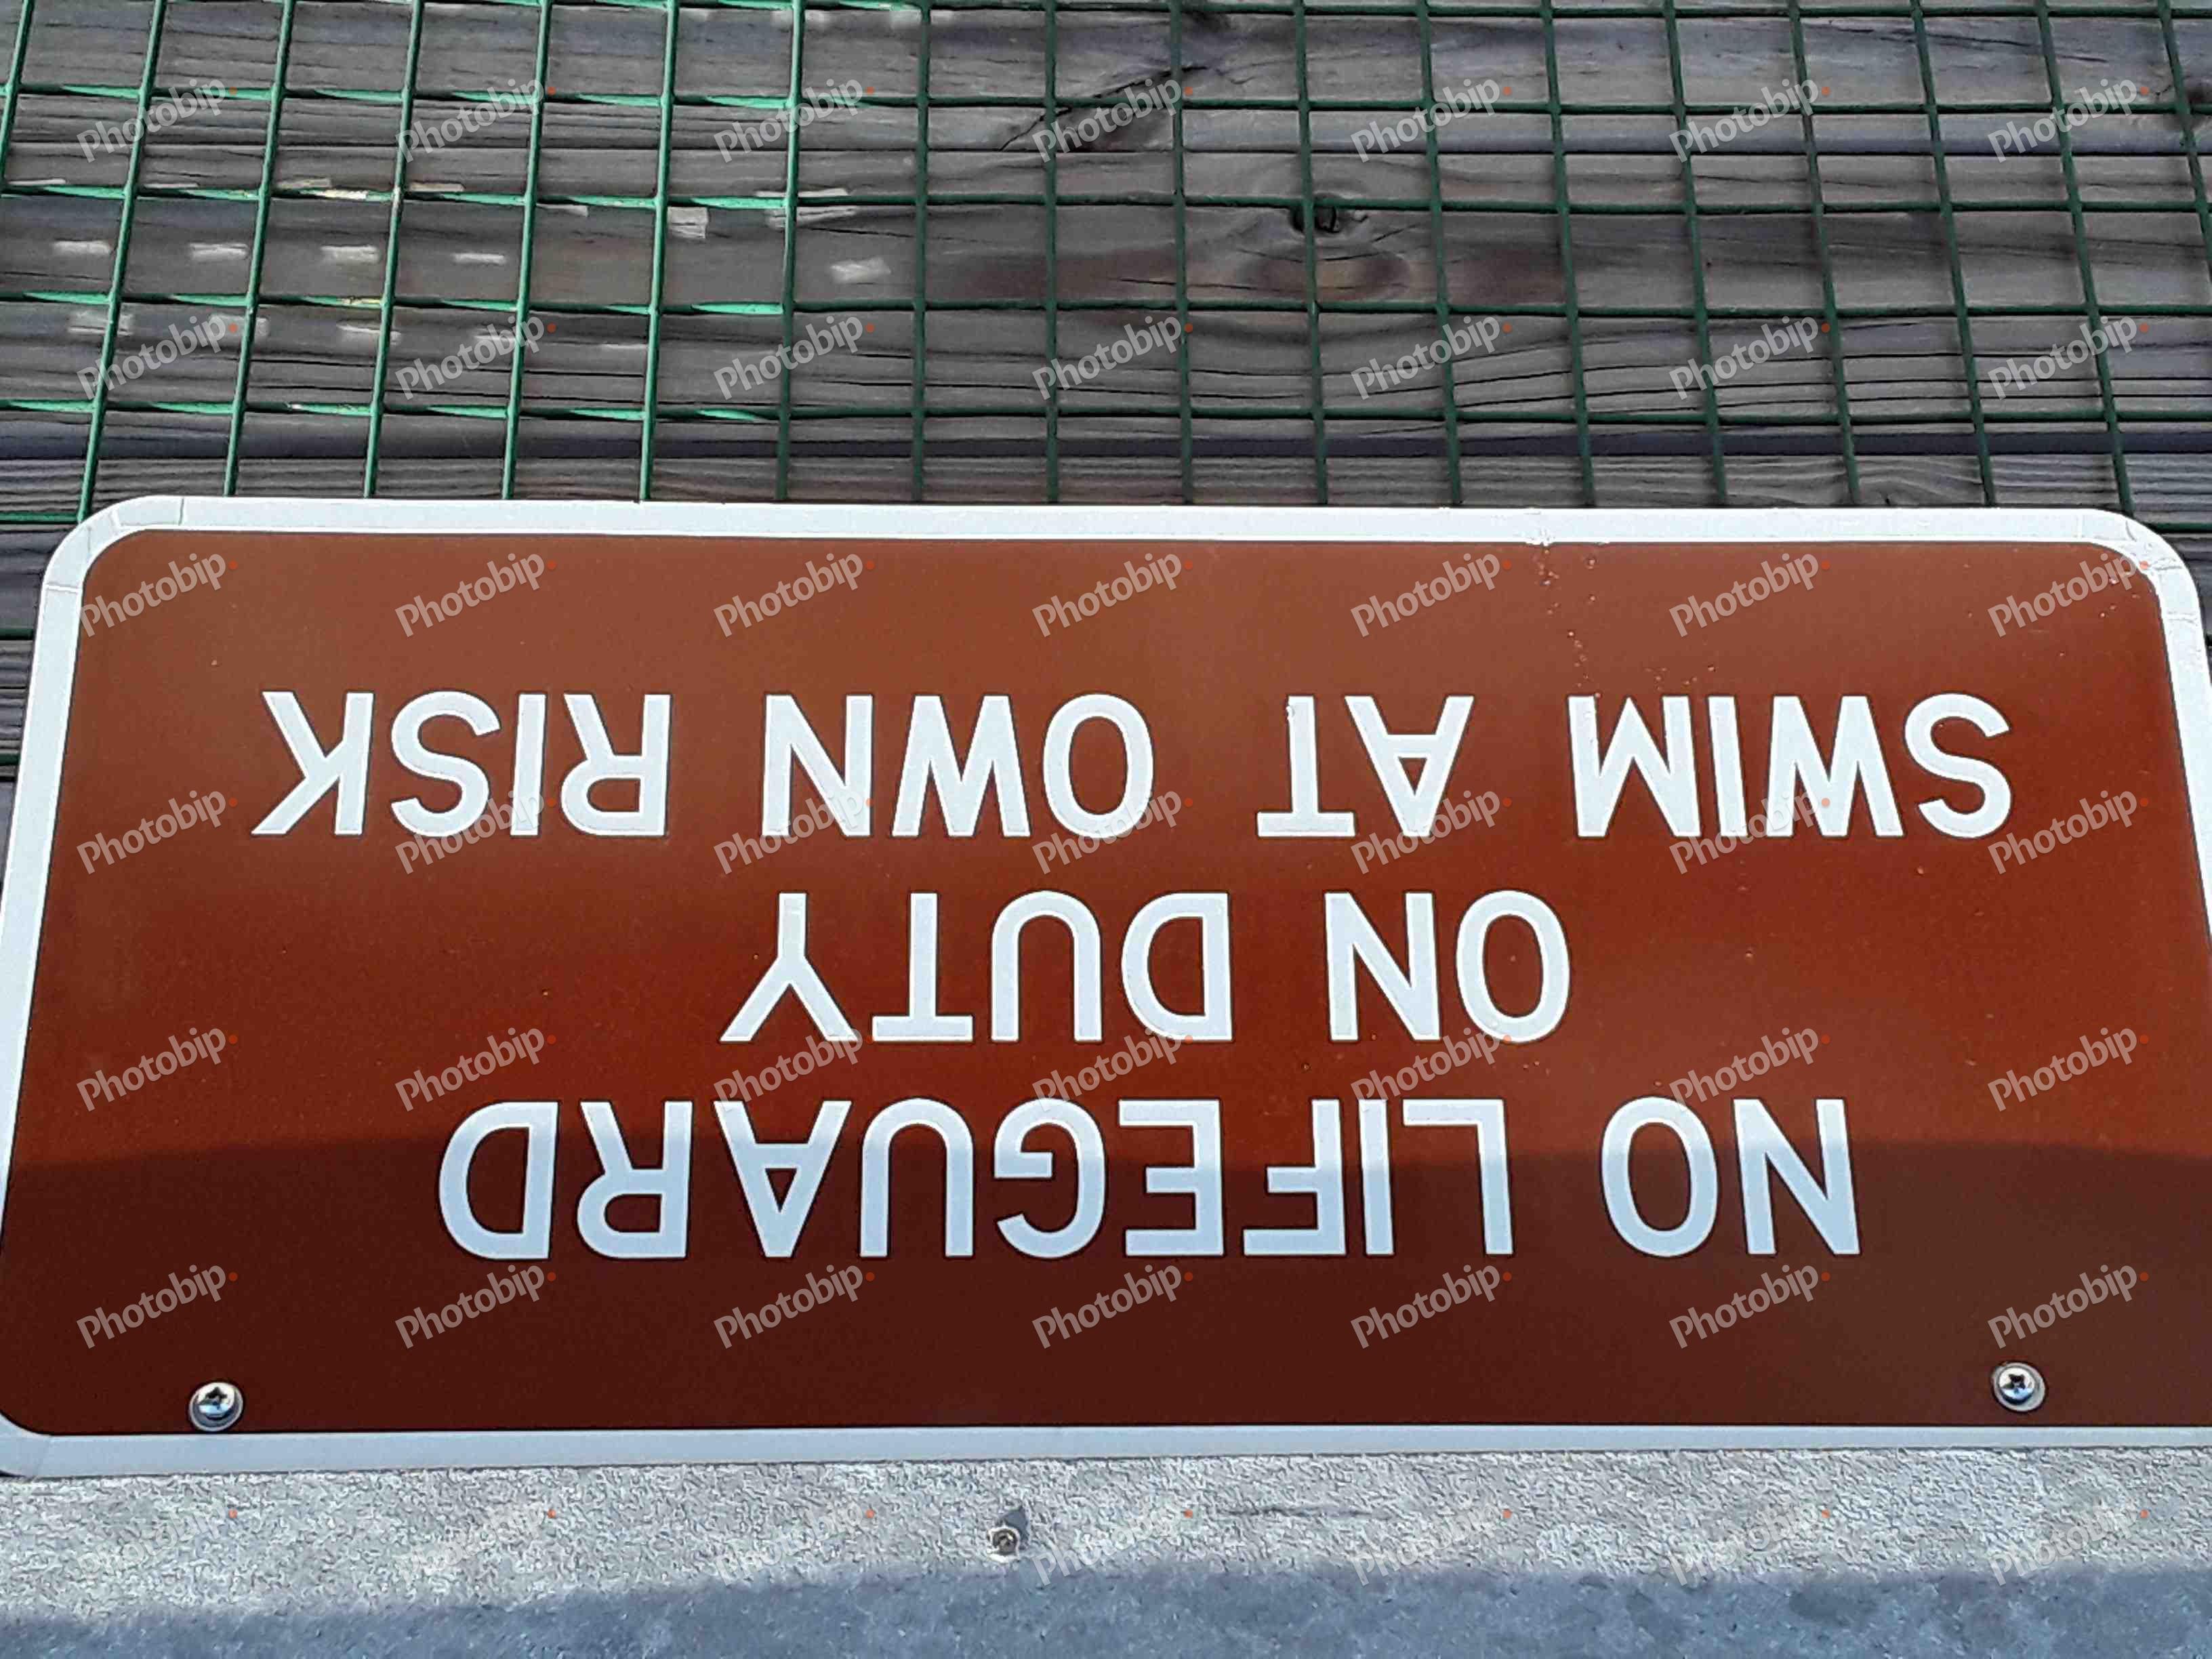 NO LIFEGUARD
ON DUTY
SWIM AT OWN RISK
Photobip